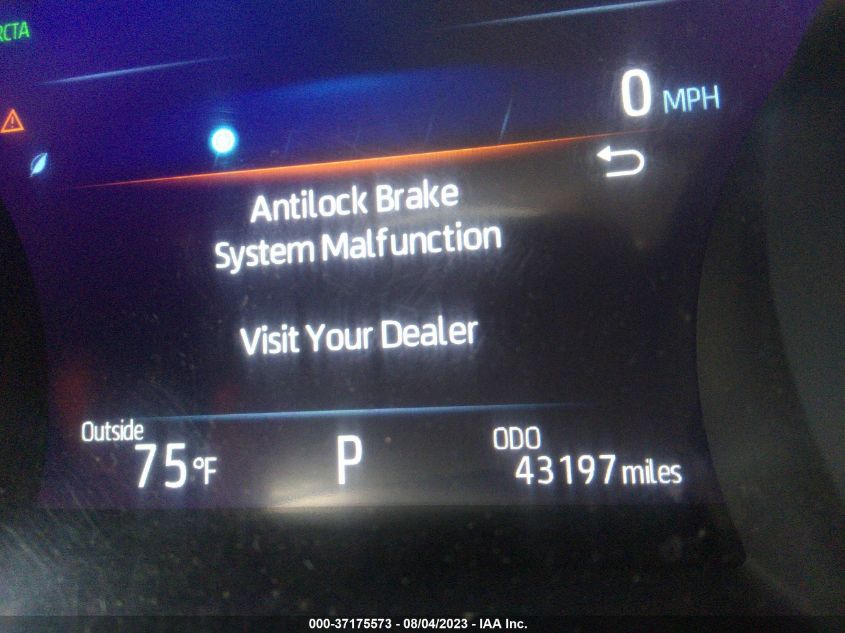 RCTA
0 MPH
Antilock Brake
System Malfunction
Visit Your Dealer
Outside
75°F
P
ODO
43197 miles
000-37175573 - 08/04/2023 - IAA Inc.